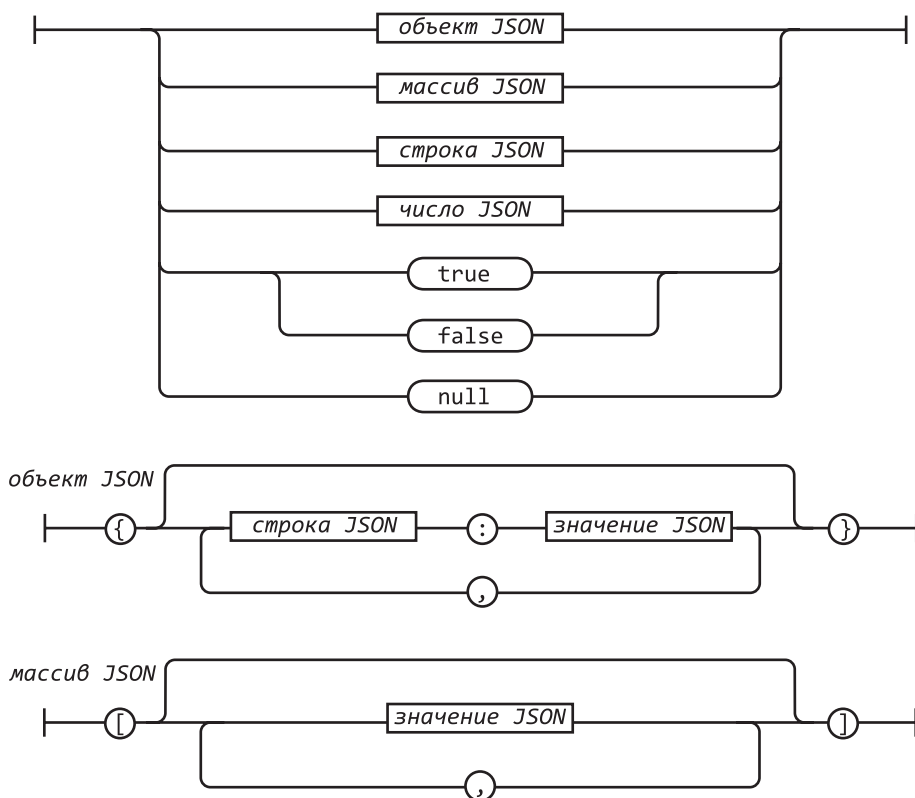 объект JSON
массив JSON
строка JSON
число JSON
true
false
null
объект JSON
{ строка JSON : значение JSON }
,
массив JSON
[ значение JSON ]
,